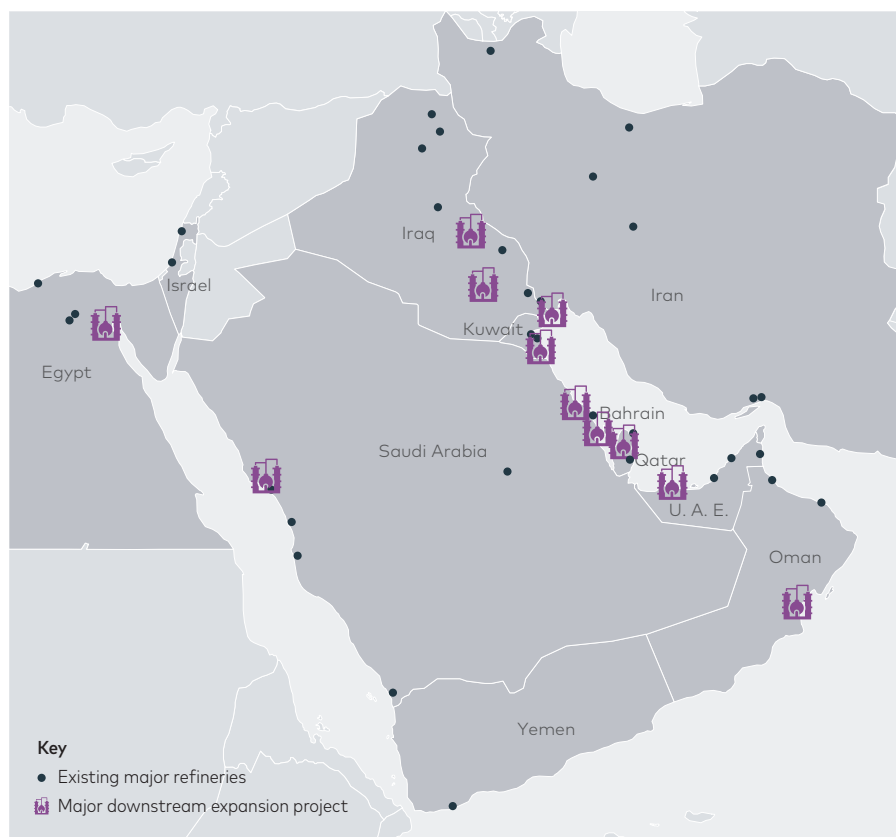 Iraq
Israel
Iran
Kuwait
Egypt
Bahrain
Saudi Arabia
Qatar
U. A. E.
Oman
Yemen
Key
Existing major refineries
Major downstream expansion project